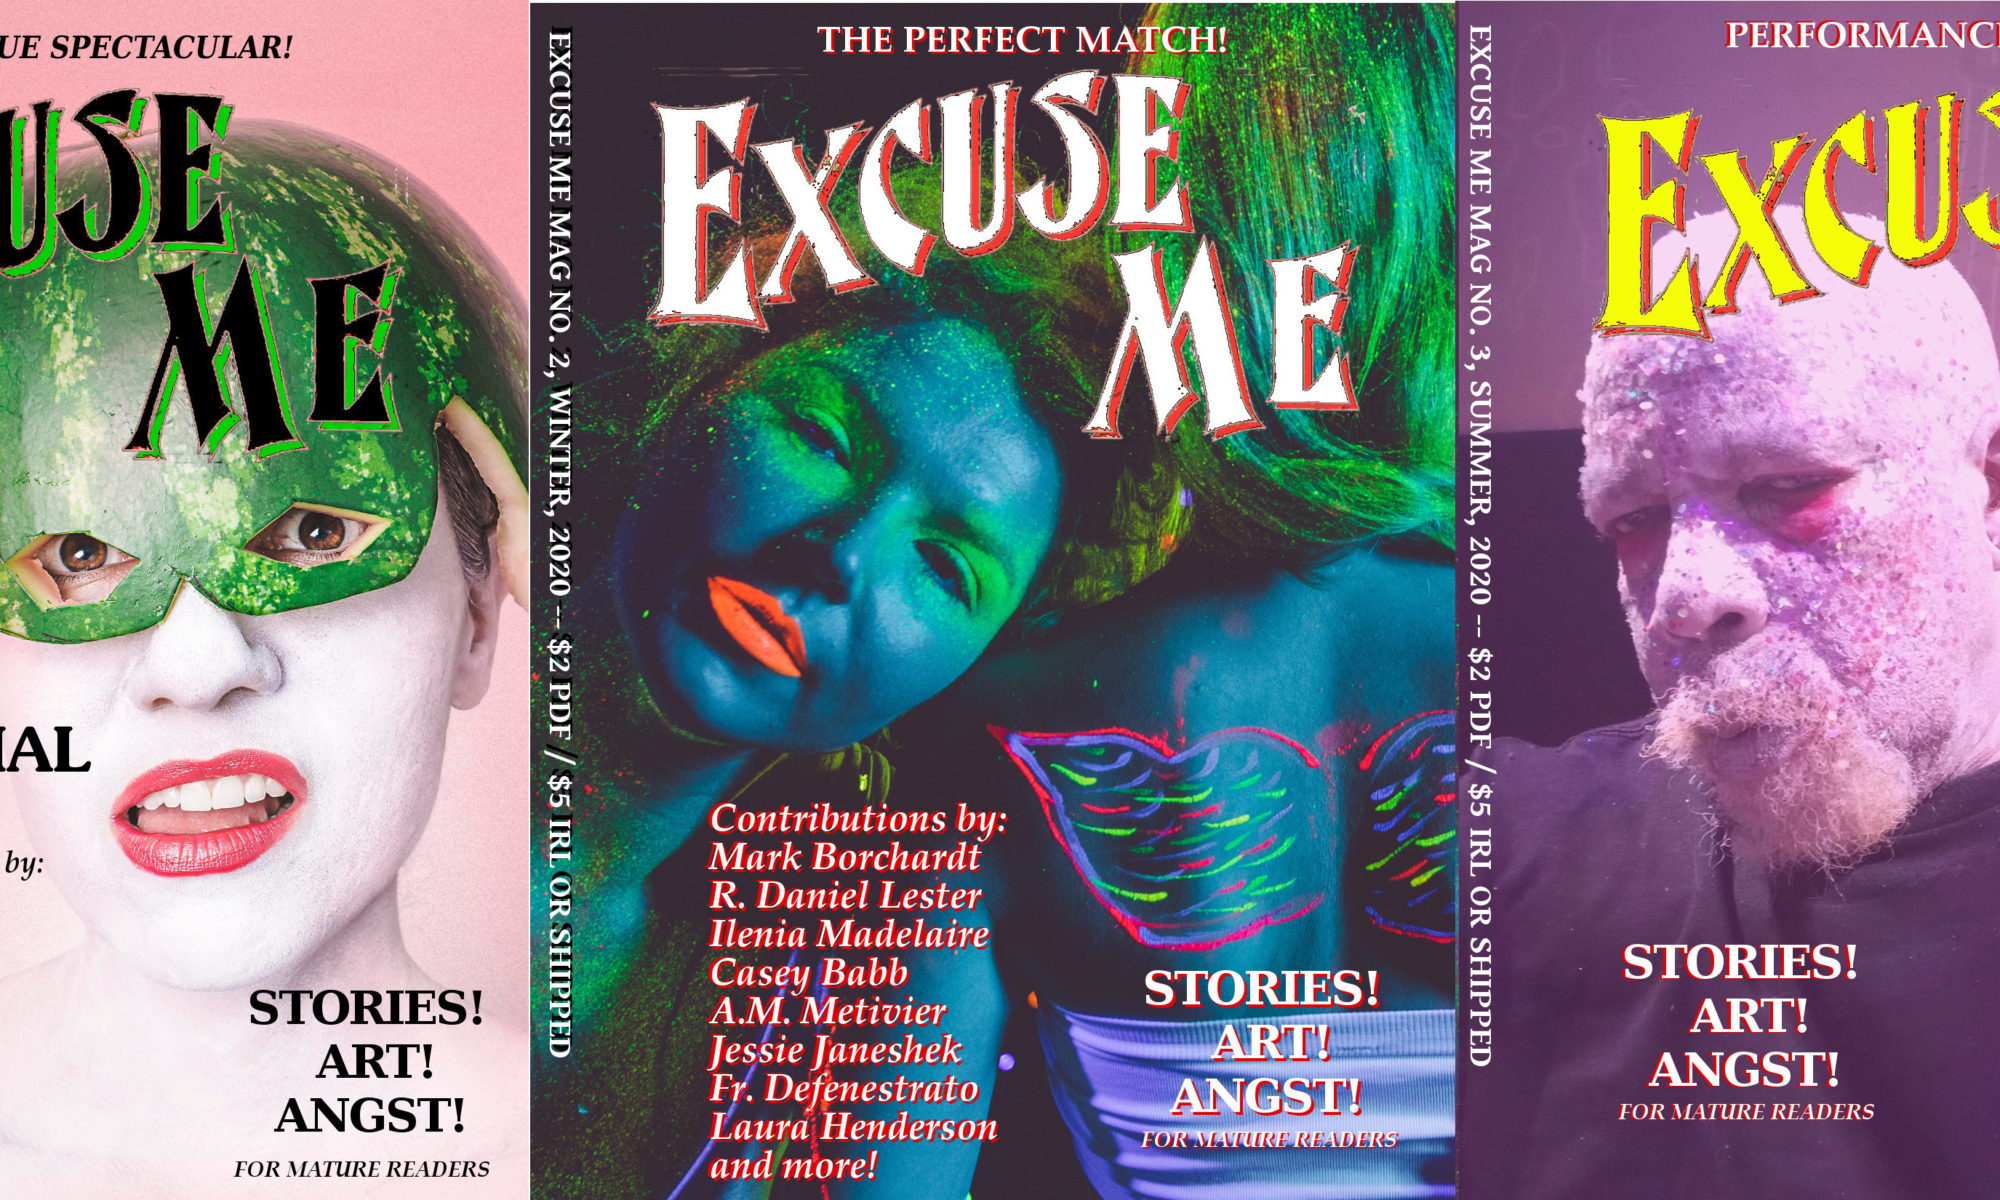 UE SPECTACULAR!
USE
ME
IAL
by:
STORIES!
ART!
ANGST!
FOR MATURE READERS
EXCUSE ME MAG NO. 2, WINTER, 2020 -- $2 PDF // $5 IRL OR SHIPPED
THE PERFECT MATCH!
EXCUSE
ME
Contributions by:
Mark Borchardt
R. Daniel Lester
Ilenia Madelaire
Casey Babb
A.M. Metivier
Jessie Janeshek
Fr. Defenestrato
Laura Henderson
and more!
STORIES!
ART!
ANGST!
FOR MATURE READERS
EXCUSE ME MAG NO. 3, SUMMER, 2020 -- $2 PDF / $5 IRL OR SHIPPED
PERFORMANC
EXCUS
STORIES!
ART!
ANGST!
FOR MATURE READERS